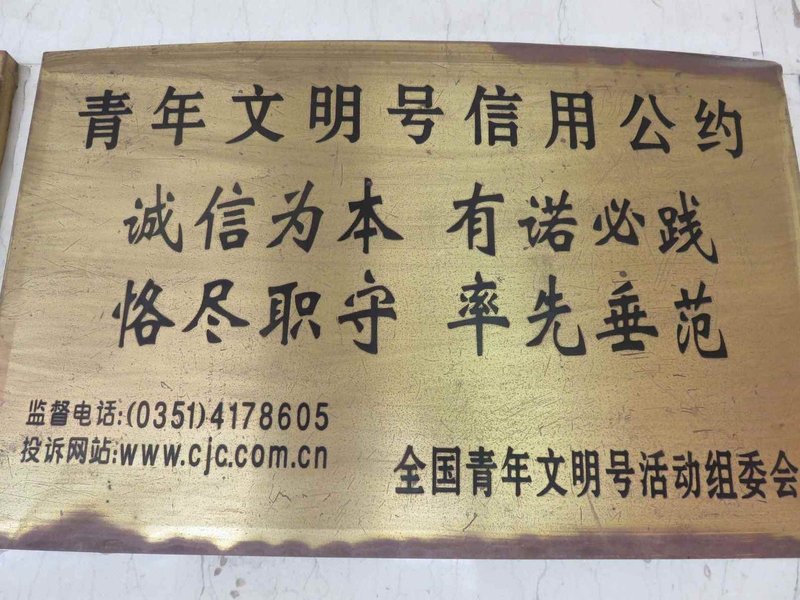 青年文明号信用公约
诚信为本 有诺必践
恪尽职守 率先垂范
监督电话:(0351)4178605
投诉网站:www.cjc.com.cn
全国青年文明号活动组委会